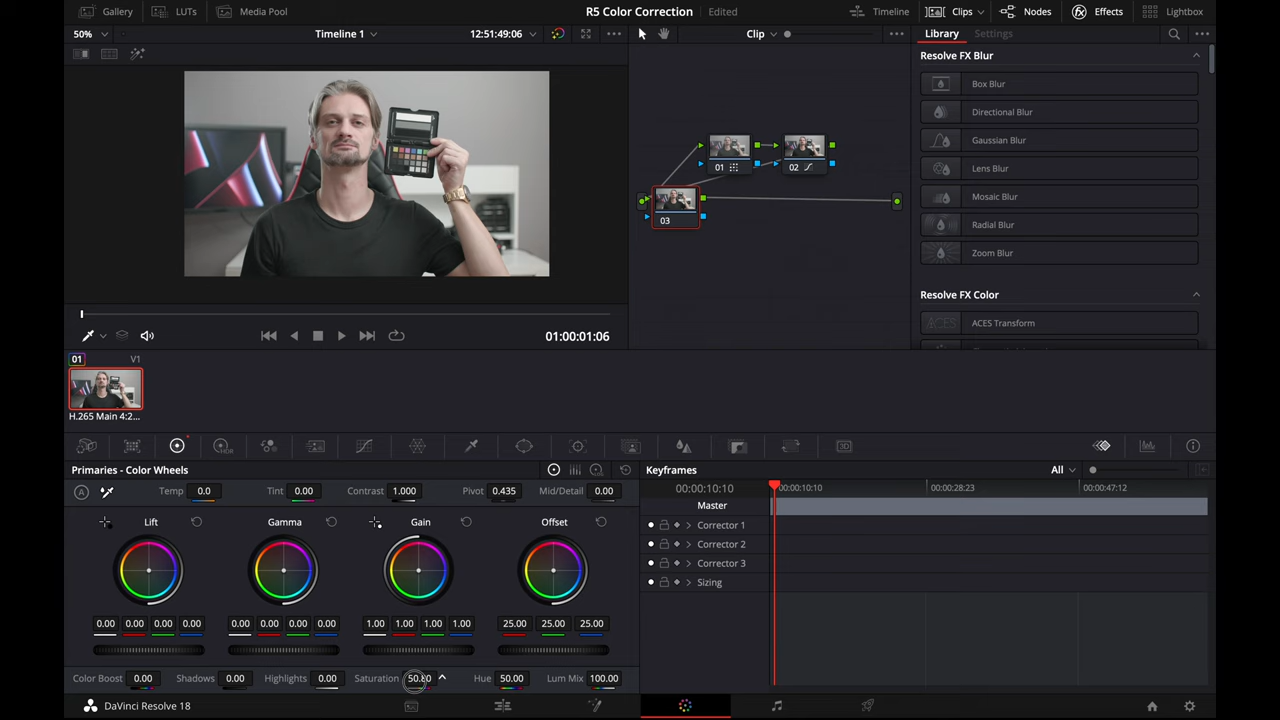 Gallery LUTs Media Pool R5 Color Correction Edited Timeline Clips Nodes Effects Lightbox
50% Timeline 1 12:51:49:06 Clip Library Settings
Resolve FX Blur
Box Blur
Directional Blur
Gaussian Blur
Lens Blur
Mosaic Blur
Radial Blur
Zoom Blur
01 02
03
Resolve FX Color
ACES Transform
01:00:01:06
01 V1
H.265 Main 4:2...
HDR
3D
Primaries - Color Wheels
Keyframes All
A Temp 0.0 Tint 0.00 Contrast 1.000 Pivot 0.435 Mid/Detail 0.00
00:00:10:10 00:00:10:10 00:00:28:23 00:00:47:12
Master
Lift Gamma Gain Offset
Corrector 1
Corrector 2
Corrector 3
Sizing
0.00 0.00 0.00 0.00 0.00 0.00 0.00 0.00 1.00 1.00 1.00 1.00 25.00 25.00 25.00
Color Boost 0.00 Shadows 0.00 Highlights 0.00 Saturation Hue 50.00 Lum Mix 100.00
DaVinci Resolve 18